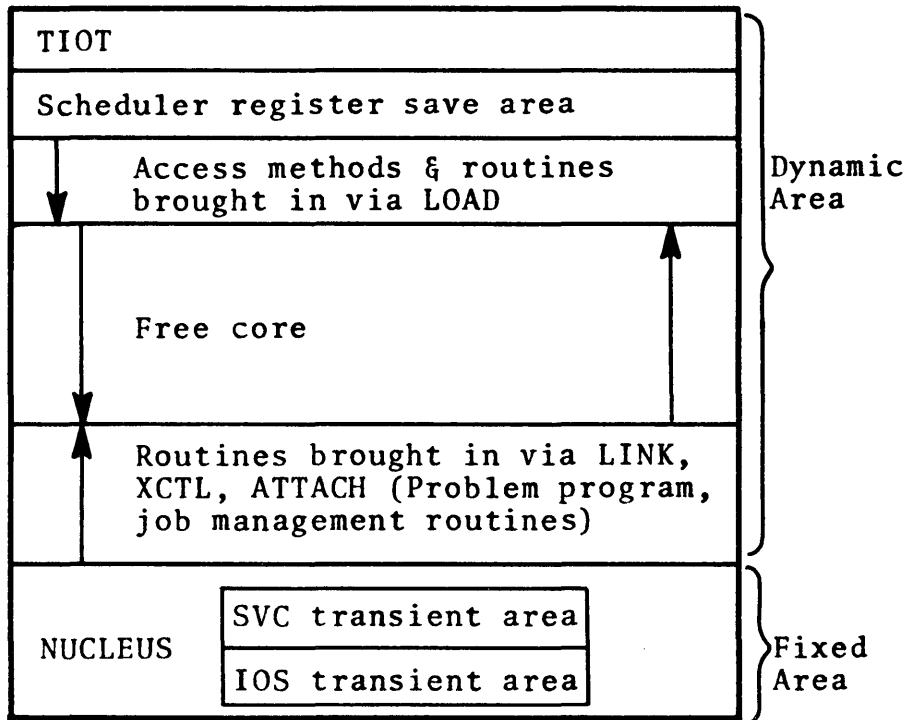 TIOT
Scheduler register save area
Access methods & routines
brought in via LOAD
Dynamic
Area
Free core
Routines brought in via LINK,
XCTL, ATTACH (Problem program,
job management routines)
NUCLEUS
SVC transient area
IOS transient area
Fixed
Area